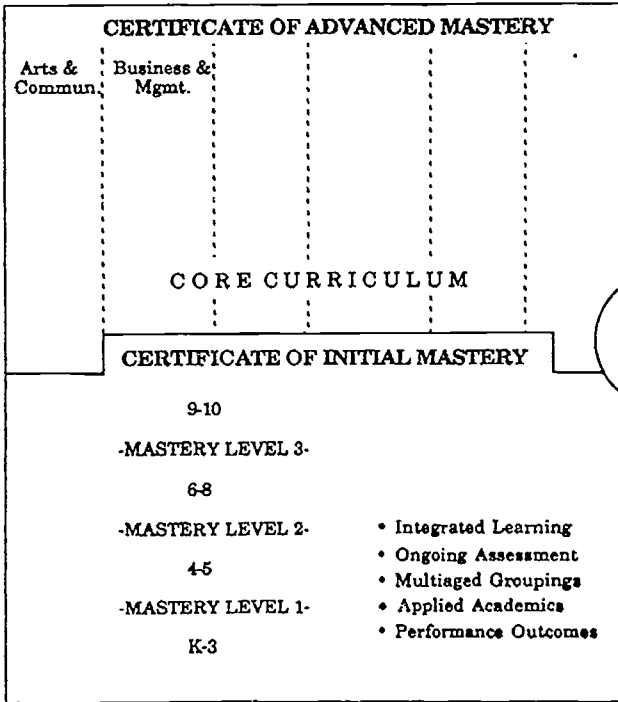 CERTIFICATE OF ADVANCED MASTERY
Arts &
Commun.
Business &
Mgmt.
CORE CURRICULUM
CERTIFICATE OF INITIAL MASTERY
9-10
-MASTERY LEVEL 3-
6-8
-MASTERY LEVEL 2-
4-5
-MASTERY LEVEL 1-
K-3
• Integrated Learning
• Ongoing Assessment
• Multiaged Groupings
• Applied Academics
• Performance Outcomes